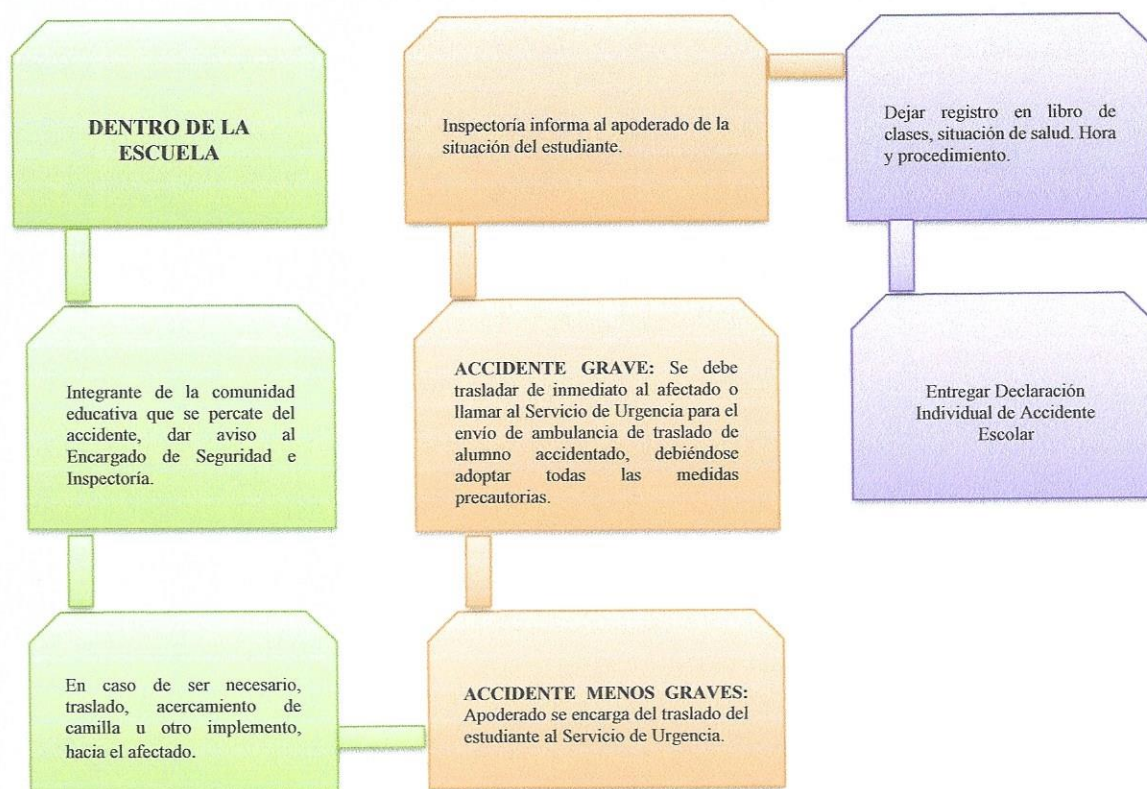 DENTRO DE LA
ESCUELA
Integrante de la comunidad
educativa que se percate del
accidente, dar aviso al
Encargado de Seguridad e
Inspectoría.
En caso de ser necesario,
traslado, acercamiento de
camilla u otro implemento,
hacia el afectado.
ACCIDENTE MENOS GRAVES:
Apoderado se encarga del traslado del
estudiante al Servicio de Urgencia.
ACCIDENTE GRAVE: Se debe
trasladar de inmediato al afectado o
llamar al Servicio de Urgencia para el
envío de ambulancia de traslado de
alumno accidentado, debiéndose
adoptar todas las medidas
precautorias.
Inspectoría informa al apoderado de la
situación del estudiante.
Dejar registro en libro de
clases, situación de salud. Hora
y procedimiento.
Entregar Declaración
Individual de Accidente
Escolar